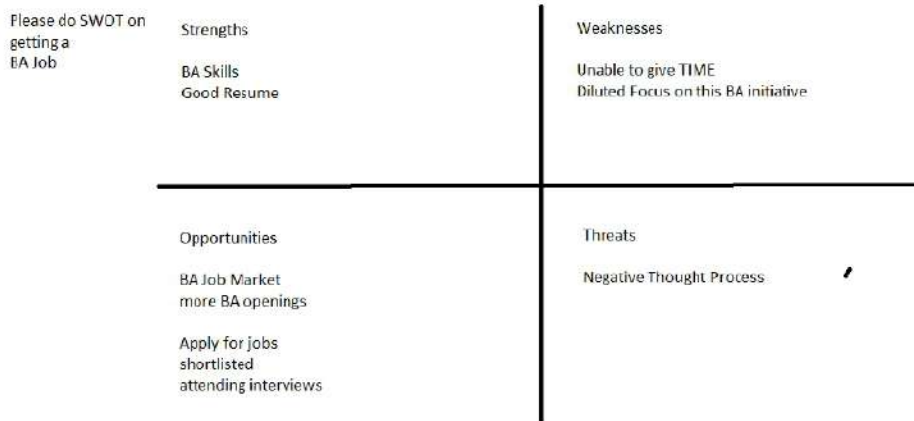 Please do SWOT on
getting a
BA Job
Strengths
BA Skills
Good Resume
Weaknesses
Unable to give TIME
Diluted Focus on this BA initiative
Opportunities
BA Job Market
more BA openings
Apply for jobs
shortlisted
attending interviews
Threats
Negative Thought Process